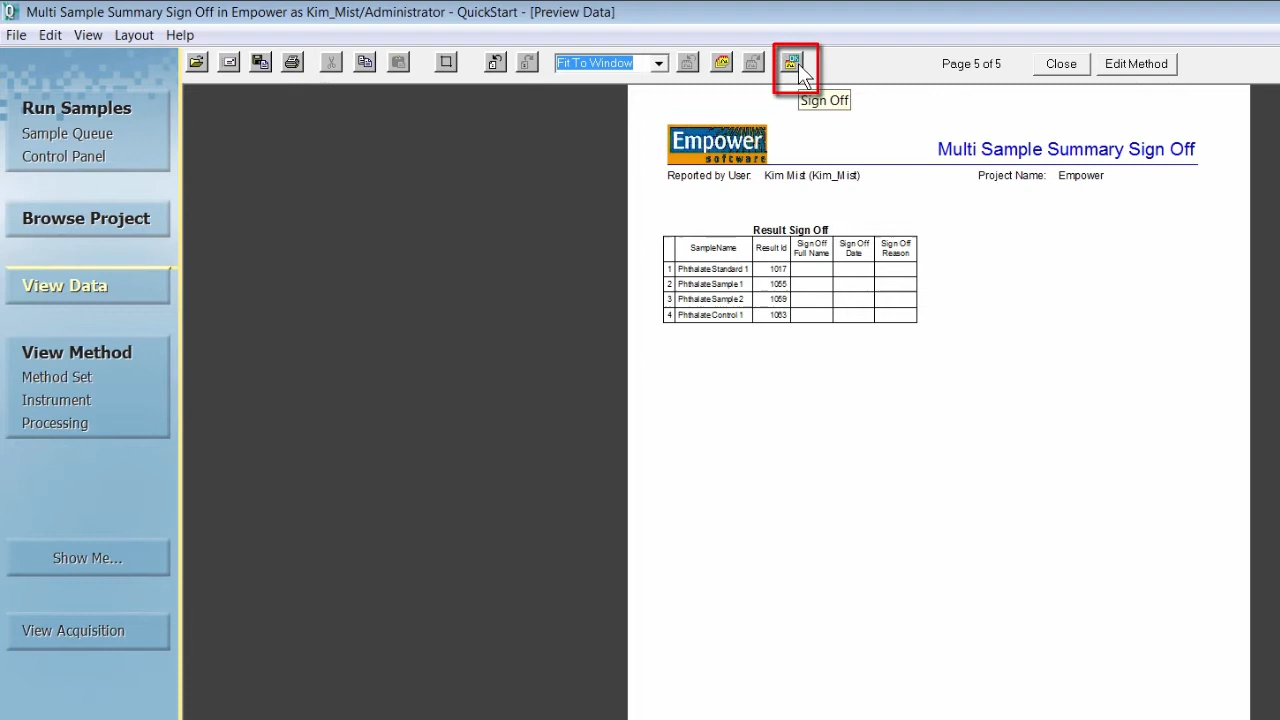 Multi Sample Summary Sign Off in Empower as Kim_Mist/Administrator - QuickStart - [Preview Data]
File Edit View Layout Help
Fit To Window
Page 5 of 5
Close
Edit Method
Sign Off
Run Samples
Sample Queue
Control Panel
Browse Project
View Data
View Method
Method Set
Instrument
Processing
Show Me...
View Acquisition
Empower
software
Multi Sample Summary Sign Off
Reported by User: Kim Mist (Kim_Mist) Project Name: Empower
Result Sign Off
SampleName Result Id Sign Off Full Name Sign Off Date Sign Off Reason
1 Phthalate Standard 1 1017
2 Phthalate Sample 1 1055
3 Phthalate Sample 2 1059
4 Phthalate Control 1 1063